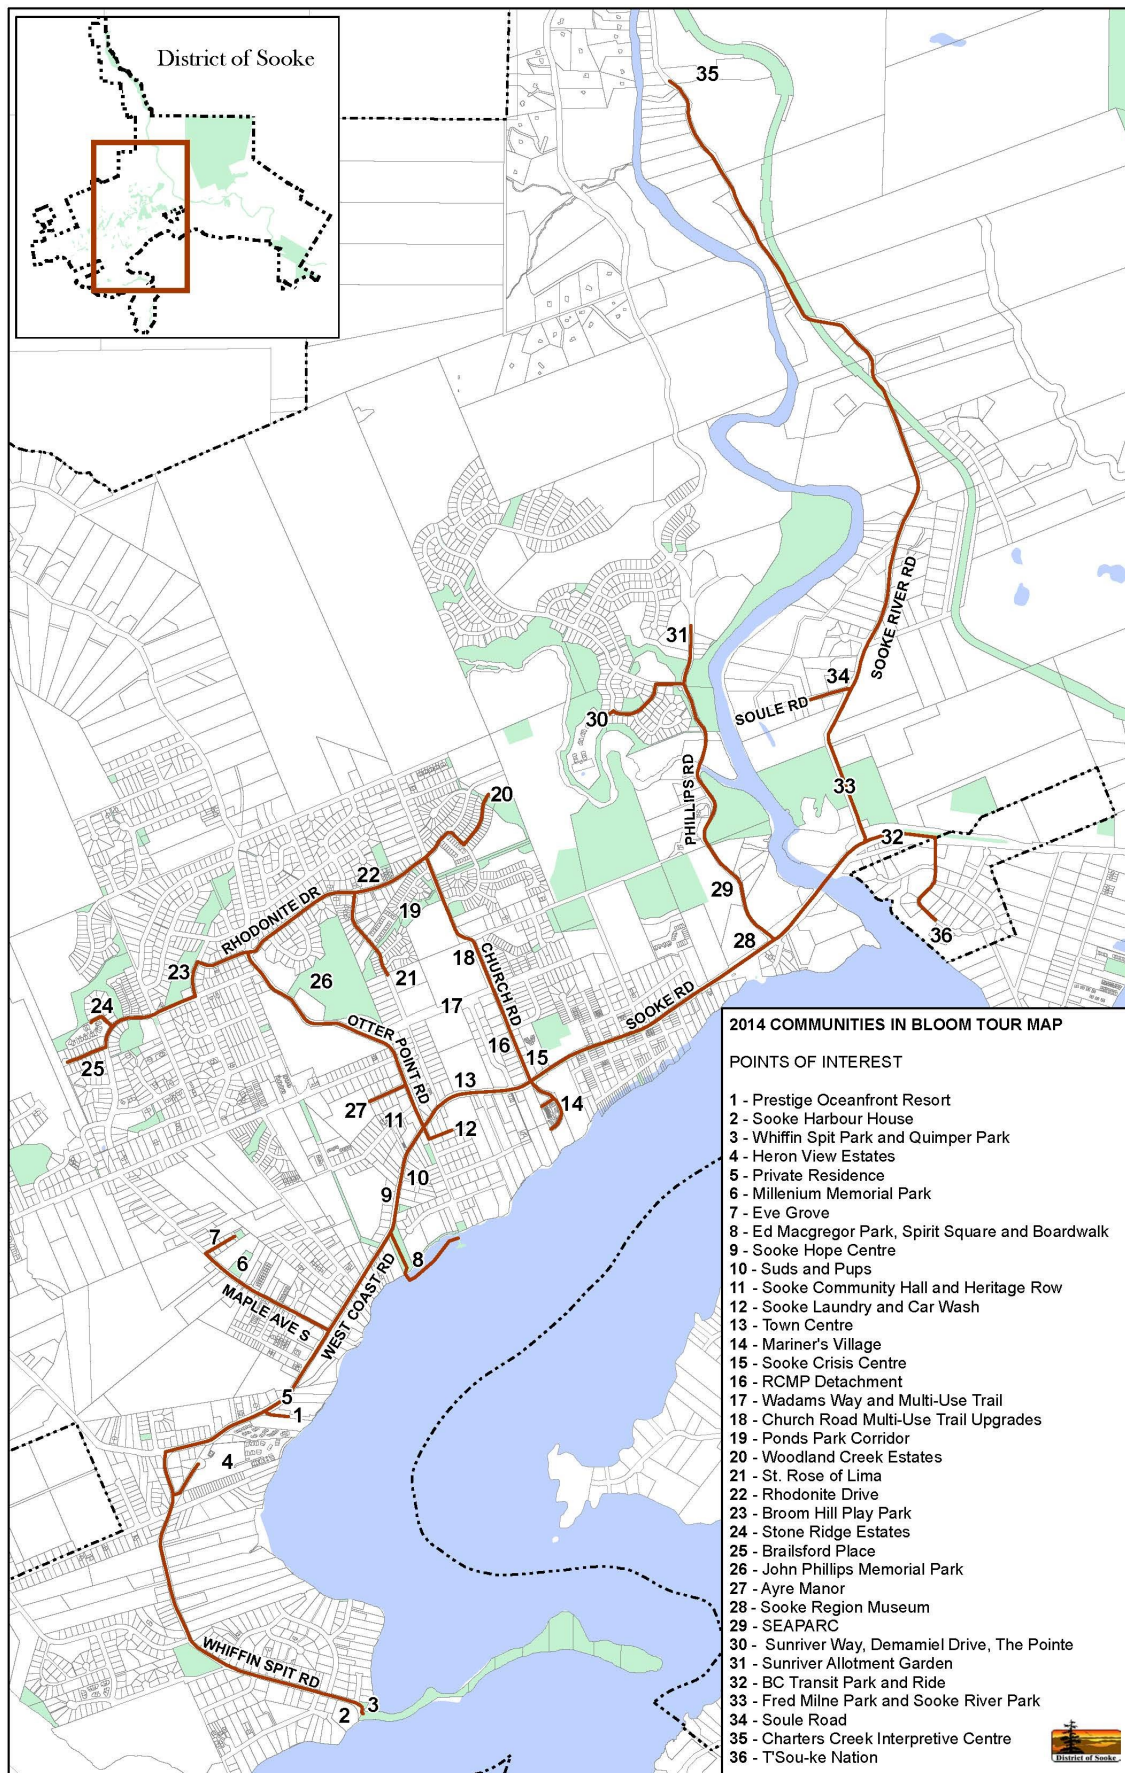 District of Sooke
35
31
30
34
SOOKE RIVER RD
SOULE RD
PHILLIPS RD
33
32
20
22
19
29
36
28
RHODONITE DR
23
26
21
18
CHURCH RD
17
24
25
OTTER POINT RD
SOOKE RD
16
15
13
14
27
11
12
10
9
8
7
6
MAPLE AVE S
WEST COAST RD
5
1
4
WHIFFIN SPIT RD
3
2
2014 COMMUNITIES IN BLOOM TOUR MAP
POINTS OF INTEREST
1 - Prestige Oceanfront Resort
2 - Sooke Harbour House
3 - Whiffin Spit Park and Quimper Park
4 - Heron View Estates
5 - Private Residence
6 - Millenium Memorial Park
7 - Eve Grove
8 - Ed Macgregor Park, Spirit Square and Boardwalk
9 - Sooke Hope Centre
10 - Suds and Pups
11 - Sooke Community Hall and Heritage Row
12 - Sooke Laundry and Car Wash
13 - Town Centre
14 - Mariner's Village
15 - Sooke Crisis Centre
16 - RCMP Detachment
17 - Wadams Way and Multi-Use Trail
18 - Church Road Multi-Use Trail Upgrades
19 - Ponds Park Corridor
20 - Woodland Creek Estates
21 - St. Rose of Lima
22 - Rhodonite Drive
23 - Broom Hill Play Park
24 - Stone Ridge Estates
25 - Brailsford Place
26 - John Phillips Memorial Park
27 - Ayre Manor
28 - Sooke Region Museum
29 - SEAPARC
30 - Sunriver Way, Demamiel Drive, The Pointe
31 - Sunriver Allotment Garden
32 - BC Transit Park and Ride
33 - Fred Milne Park and Sooke River Park
34 - Soule Road
35 - Charters Creek Interpretive Centre
36 - T'Sou-ke Nation
District of Sooke